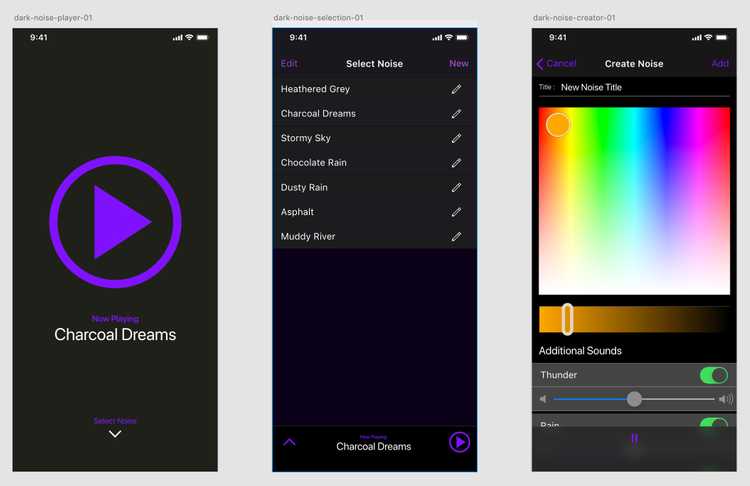 dark-noise-player-01
9:41
Now Playing
Charcoal Dreams
Select Noise
dark-noise-selection-01
9:41
Edit Select Noise New
Heathered Grey
Charcoal Dreams
Stormy Sky
Chocolate Rain
Dusty Rain
Asphalt
Muddy River
Now Playing
Charcoal Dreams
dark-noise-creator-01
9:41
Cancel Create Noise Add
Title : New Noise Title
Additional Sounds
Thunder
Rain